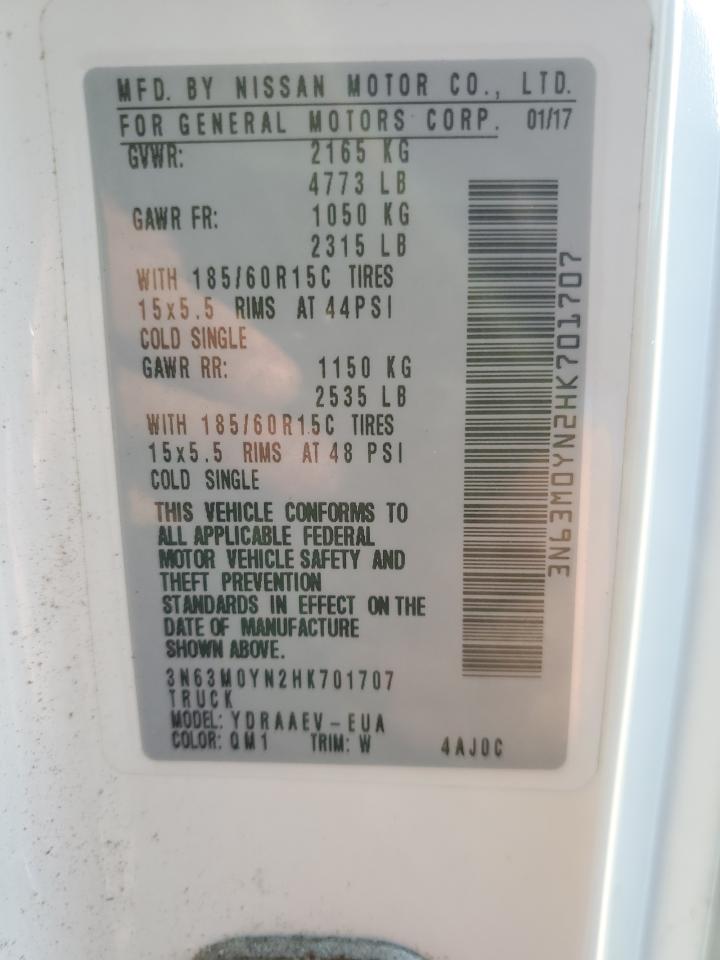 MFD. BY NISSAN MOTOR CO., LTD.
FOR GENERAL MOTORS CORP. 01/17
GVWR: 2165 KG
4773 LB
GAWR FR: 1050 KG
2315 LB
WITH 185/60R15C TIRES
15x5.5 RIMS AT 44PSI
COLD SINGLE
GAWR RR: 1150 KG
2535 LB
WITH 185/60R15C TIRES
15x5.5 RIMS AT 48 PSI
COLD SINGLE
THIS VEHICLE CONFORMS TO
ALL APPLICABLE FEDERAL
MOTOR VEHICLE SAFETY AND
THEFT PREVENTION
STANDARDS IN EFFECT ON THE
DATE OF MANUFACTURE
SHOWN ABOVE.
3N63M0YN2HK701707
TRUCK
MODEL: YDRAAEV-EUA
COLOR: QM1 TRIM: W 4AJ0C
3N63M0YN2HK701707